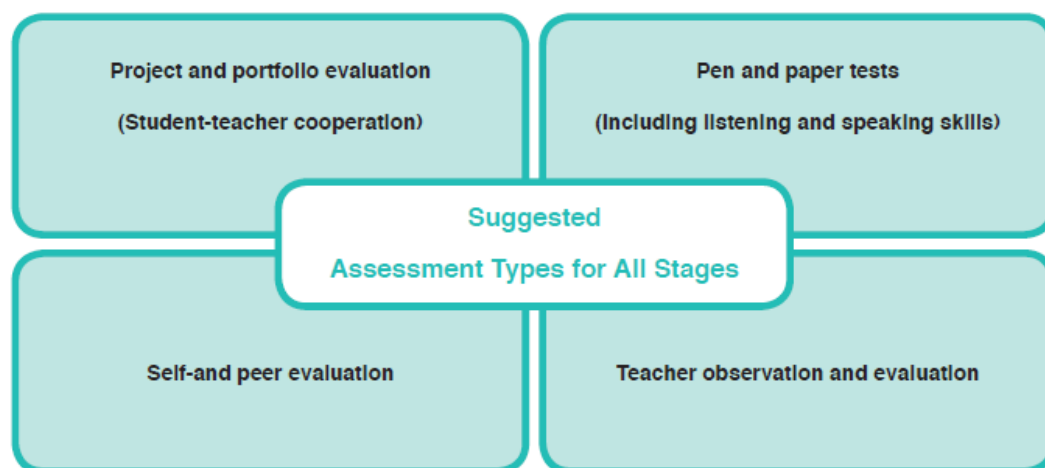 Project and portfolio evaluation
(Student-teacher cooperation)
Pen and paper tests
(Including listening and speaking skills)
Suggested
Assessment Types for All Stages
Self-and peer evaluation
Teacher observation and evaluation